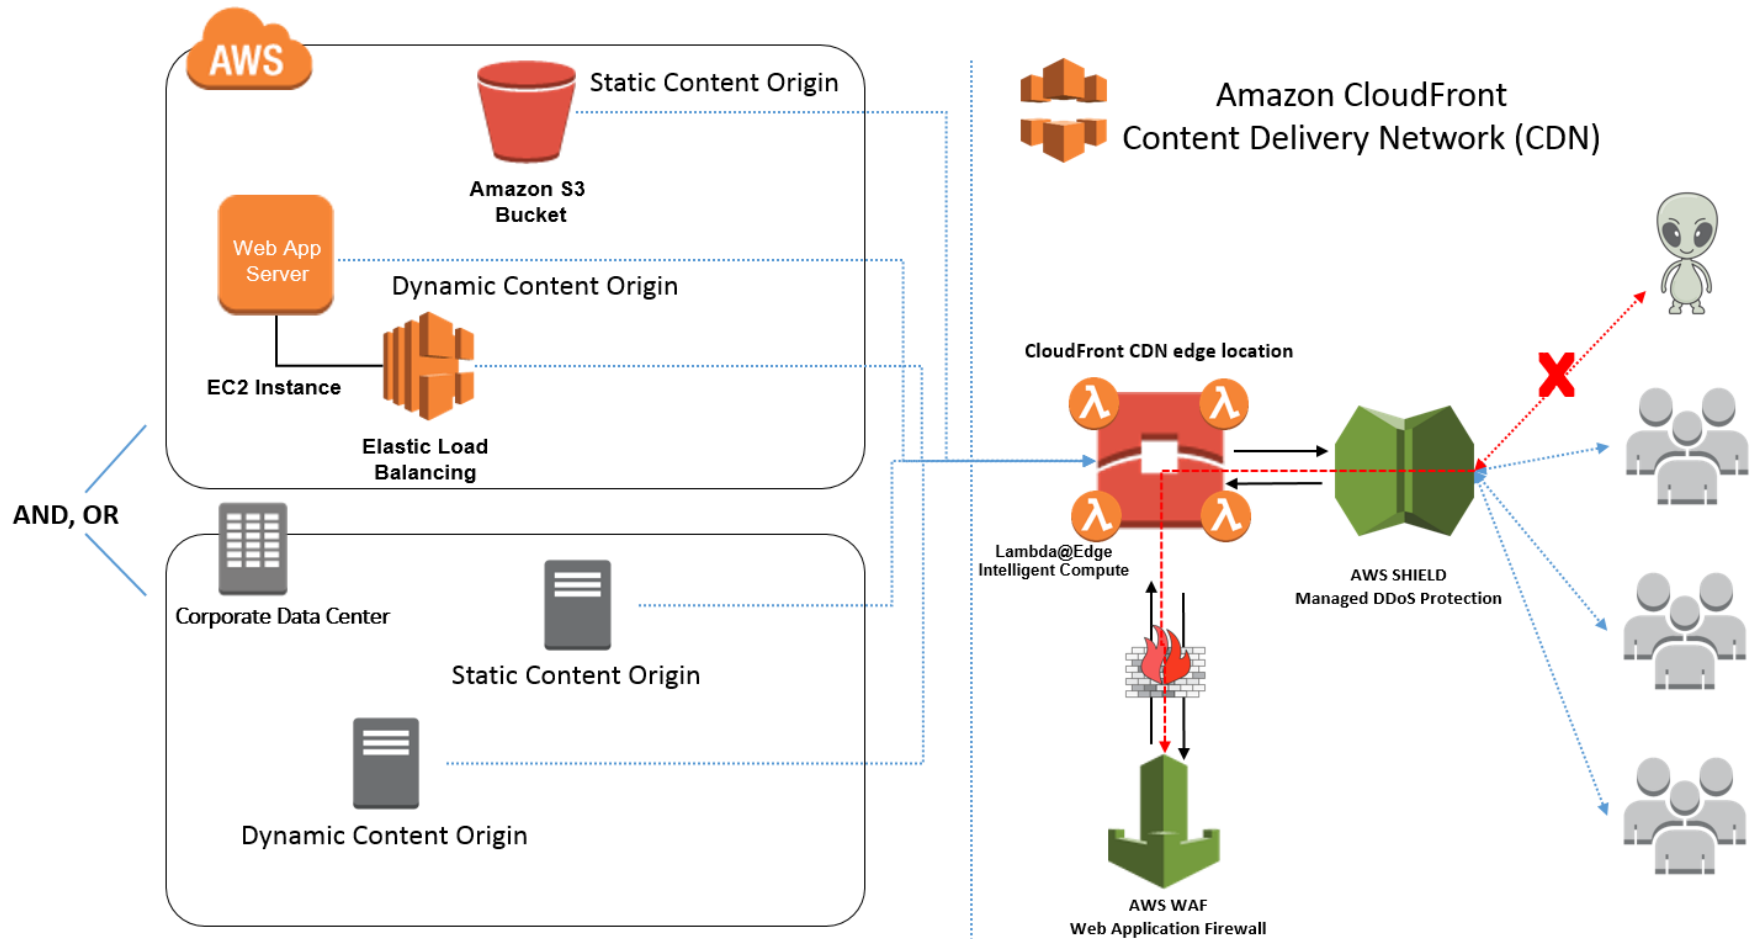 AWS
Static Content Origin
Amazon S3
Bucket
Web App
Server
Dynamic Content Origin
EC2 Instance
Elastic Load
Balancing
AND, OR
Corporate Data Center
Static Content Origin
Dynamic Content Origin
Amazon CloudFront
Content Delivery Network (CDN)
CloudFront CDN edge location
λ
λ
λ
λ
Lambda@Edge
Intelligent Compute
X
AWS SHIELD
Managed DDoS Protection
AWS WAF
Web Application Firewall